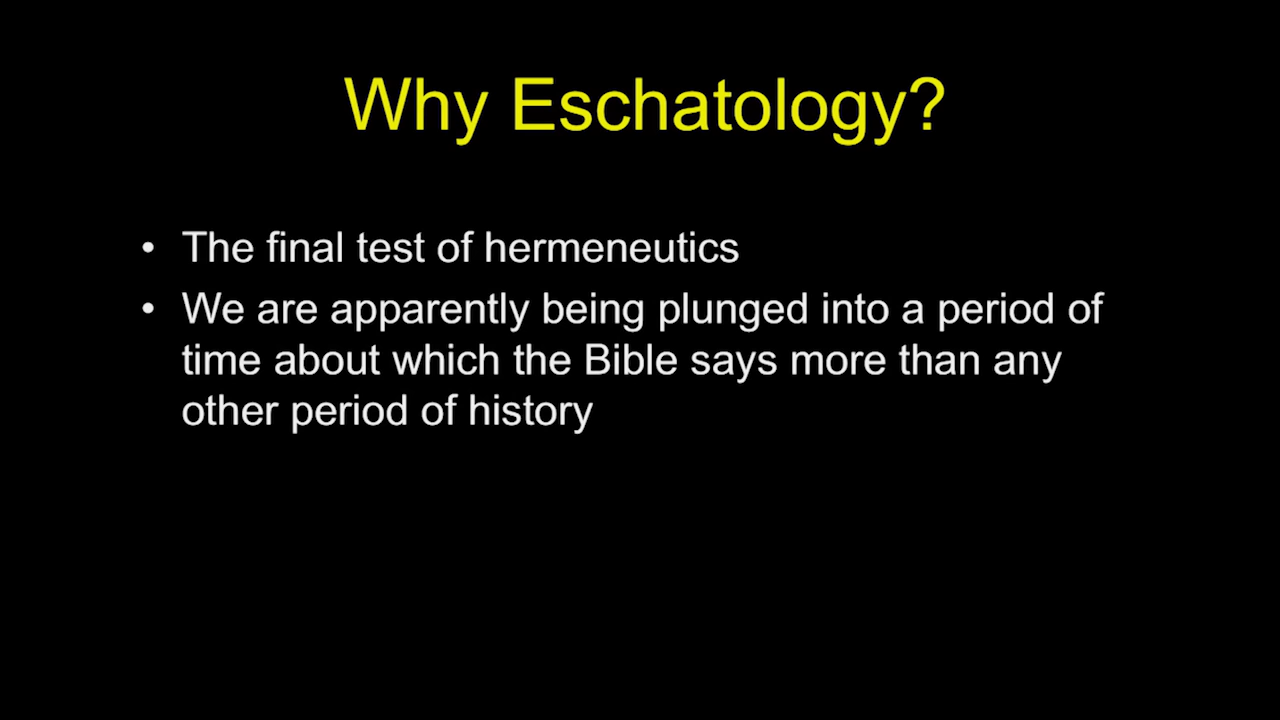 Why Eschatology?
• The final test of hermeneutics
• We are apparently being plunged into a period of
time about which the Bible says more than any
other period of history